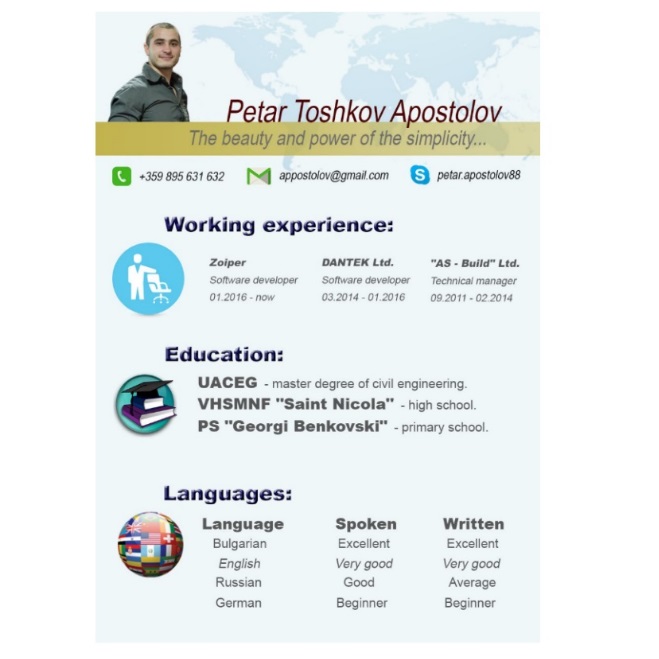 Petar Toshkov Apostolov
The beauty and power of the simplicity...
+359 895 631 632 appostolov@gmail.com petar.apostolov88
Working experience:
Zoiper DANTEK Ltd. "AS - Build" Ltd.
Software developer Software developer Technical manager
01.2016 - now 03.2014 - 01.2016 09.2011 - 02.2014
Education:
UACEG - master degree of civil engineering.
VHSMNF "Saint Nicola" - high school.
PS "Georgi Benkovski" - primary school.
Languages:
Language Spoken Written
Bulgarian Excellent Excellent
English Very good Very good
Russian Good Average
German Beginner Beginner